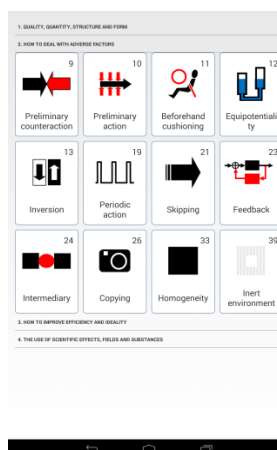 1. QUALITY, QUANTITY, STRUCTURE AND FORM
2. HOW TO DEAL WITH ADVERSE FACTORS
9
Preliminary
counteraction
10
Preliminary
action
11
Beforehand
cushioning
12
Equipotentiali
ty
13
Inversion
19
Periodic
action
21
Skipping
23
Feedback
24
Intermediary
26
Copying
33
Homogeneity
39
Inert
environment
3. HOW TO IMPROVE EFFICIENCY AND IDEALITY
4. THE USE OF SCIENTIFIC EFFECTS, FIELDS AND SUBSTANCES